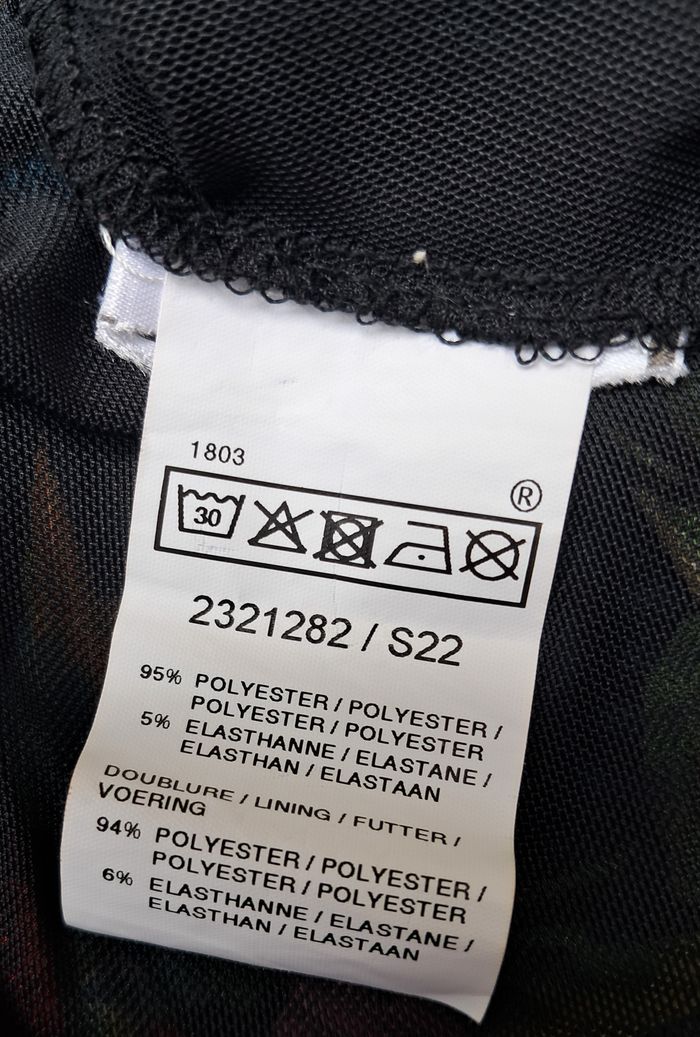 1803
®
30
2321282 / S22
95% POLYESTER / POLYESTER /
POLYESTER / POLYESTER
5% ELASTHANNE / ELASTANE /
ELASTHAN / ELASTAAN
DOUBLURE / LINING / FUTTER /
VOERING
94% POLYESTER / POLYESTER /
POLYESTER / POLYESTER
6% ELASTHANNE / ELASTANE /
ELASTHAN / ELASTAAN